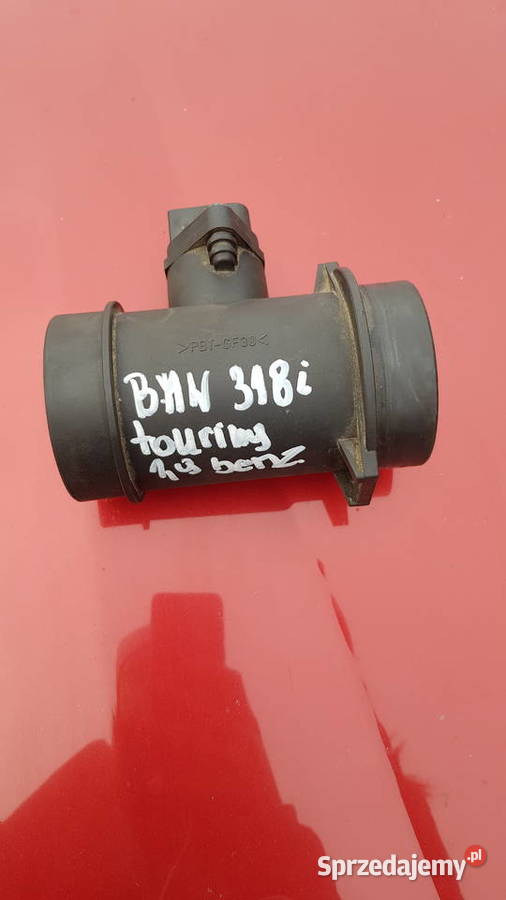 >PBT-GF30<
BMW 318i
touring
1,9 benz
Sprzedajemy.pl